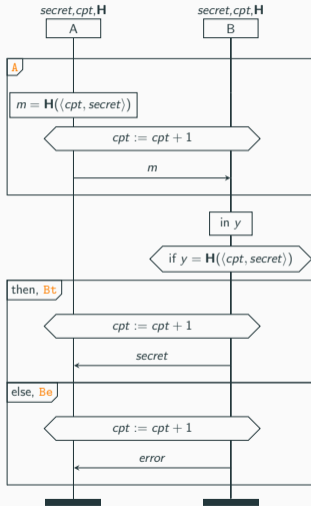 secret,cpt,H secret,cpt,H
A B
A
m = H(⟨cpt, secret⟩)
cpt := cpt + 1
m
in y
if y = H(⟨cpt, secret⟩)
then, Bt
cpt := cpt + 1
secret
else, Be
cpt := cpt + 1
error